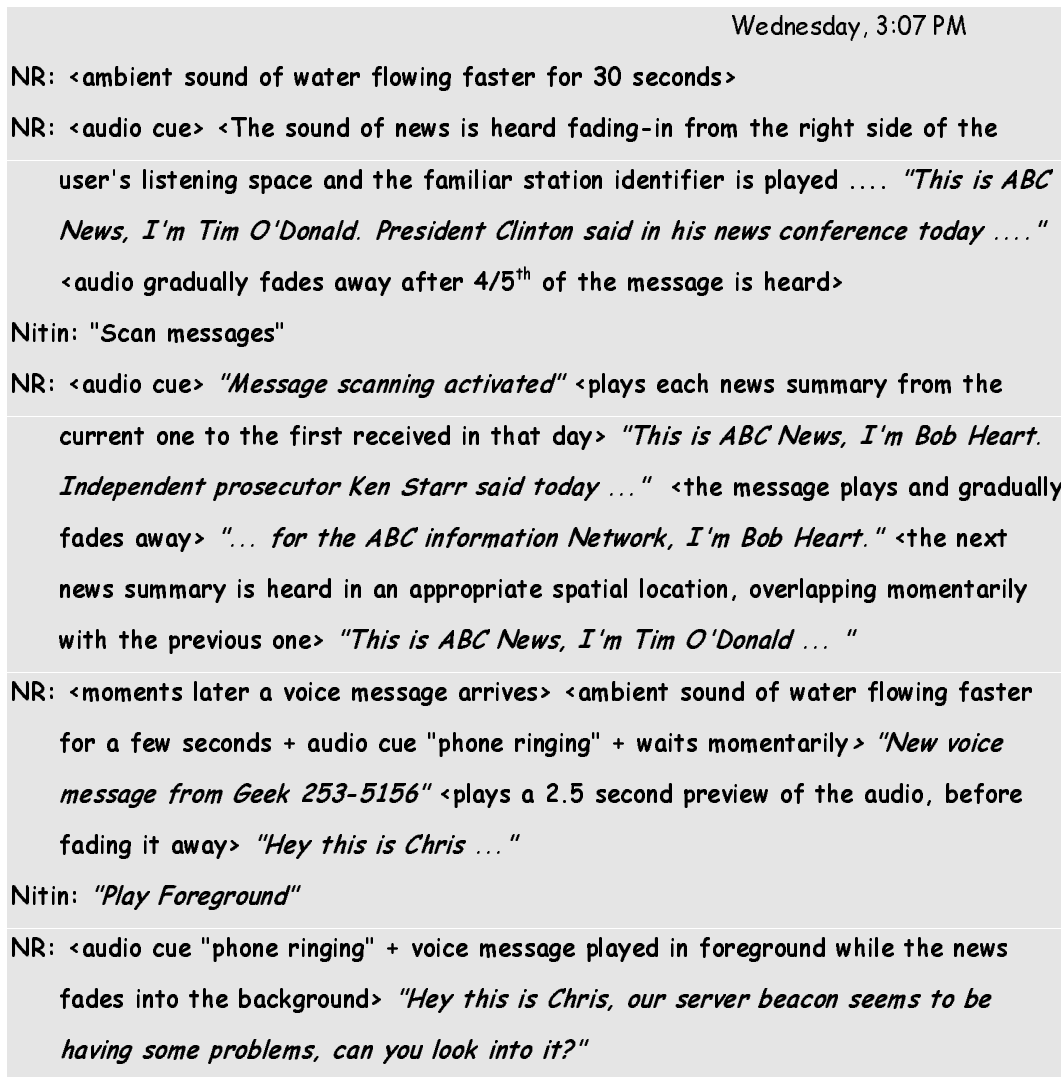 Wednesday, 3:07 PM
NR: <ambient sound of water flowing faster for 30 seconds>
NR: <audio cue> <The sound of news is heard fading-in from the right side of the
user's listening space and the familiar station identifier is played .... "This is ABC
News, I'm Tim O'Donald. President Clinton said in his news conference today ...."
<audio gradually fades away after 4/5th of the message is heard>
Nitin: "Scan messages"
NR: <audio cue> "Message scanning activated" <plays each news summary from the
current one to the first received in that day> "This is ABC News, I'm Bob Heart.
Independent prosecutor Ken Starr said today ..." <the message plays and gradually
fades away> "... for the ABC information Network, I'm Bob Heart." <the next
news summary is heard in an appropriate spatial location, overlapping momentarily
with the previous one> "This is ABC News, I'm Tim O'Donald ... "
NR: <moments later a voice message arrives> <ambient sound of water flowing faster
for a few seconds + audio cue "phone ringing" + waits momentarily> "New voice
message from Geek 253-5156" <plays a 2.5 second preview of the audio, before
fading it away> "Hey this is Chris ..."
Nitin: "Play Foreground"
NR: <audio cue "phone ringing" + voice message played in foreground while the news
fades into the background> "Hey this is Chris, our server beacon seems to be
having some problems, can you look into it?"